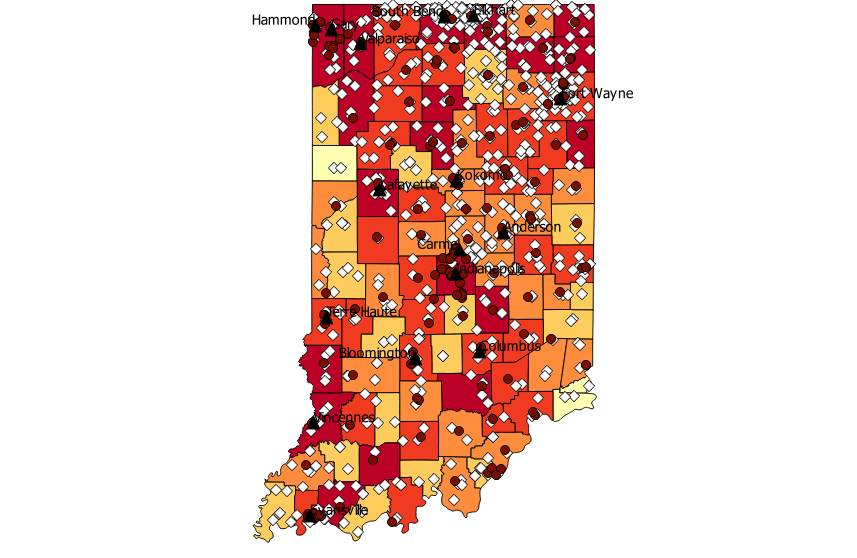 South Bend
Elkhart
Hammond
Gary
Valparaiso
Fort Wayne
Kokomo
Lafayette
Anderson
Carmel
Indianapolis
Terre Haute
Bloomington
Columbus
Vincennes
Evansville